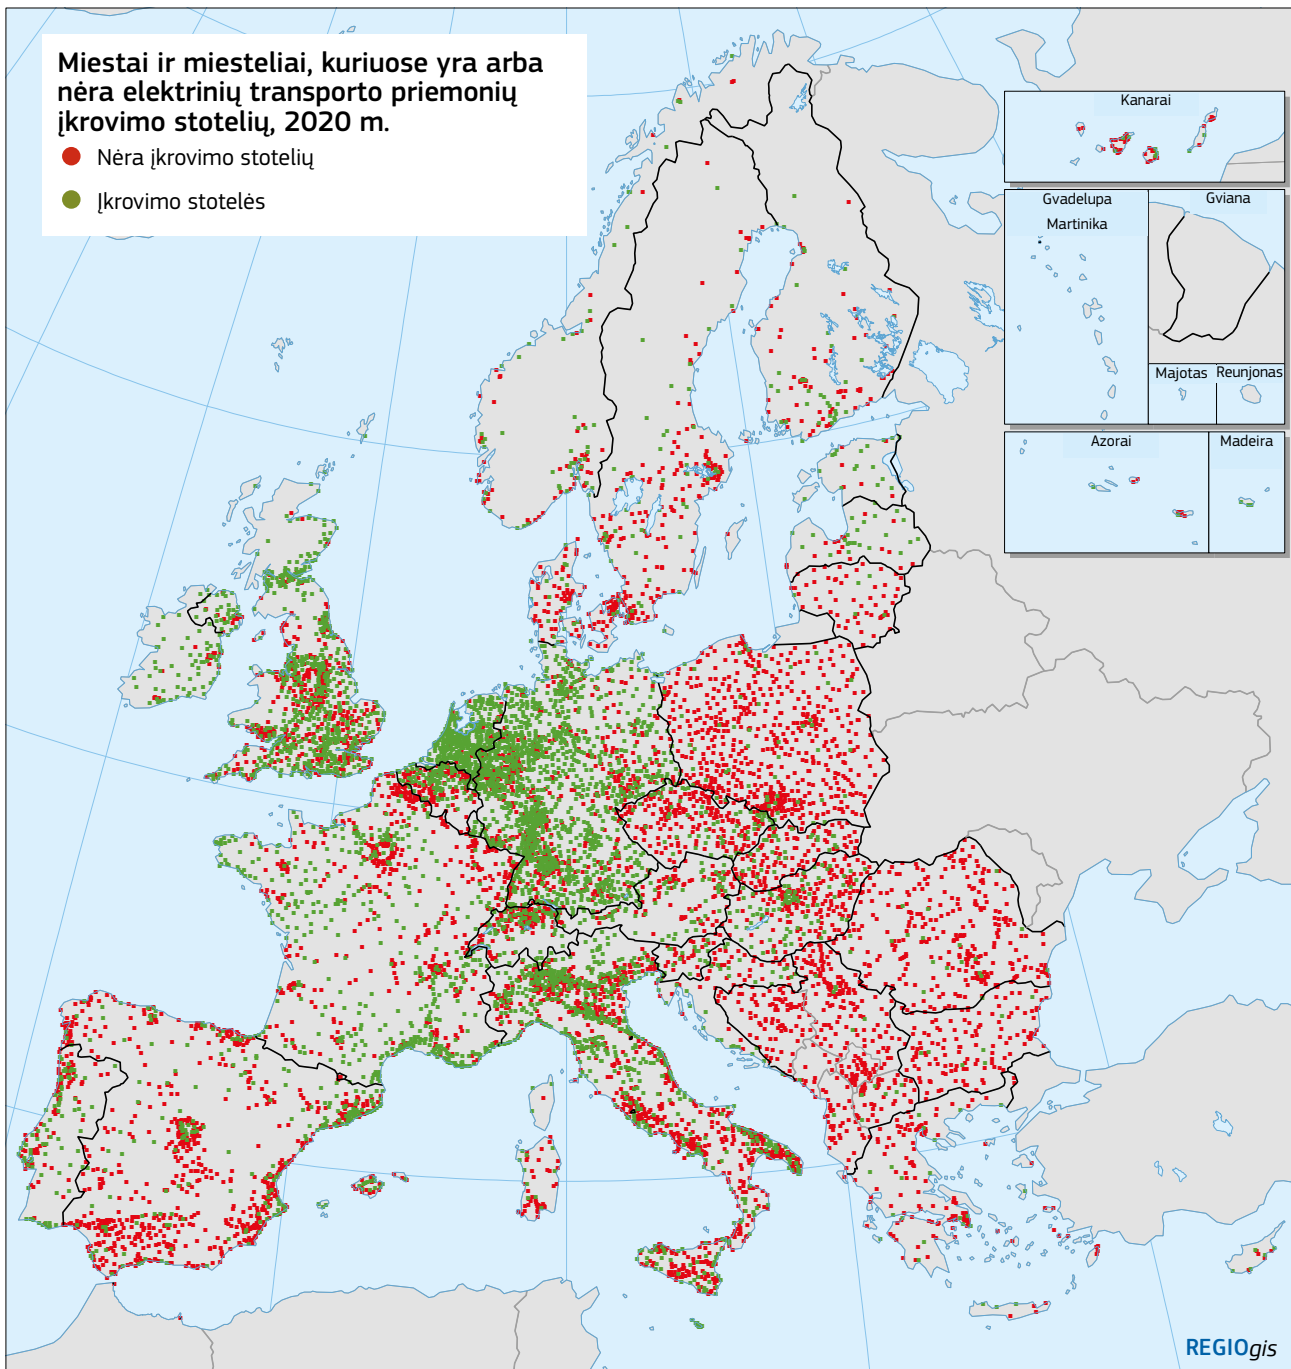 Miestai ir miesteliai, kuriuose yra arba
nėra elektrinių transporto priemonių
įkrovimo stotelių, 2020 m.
Nėra įkrovimo stotelių
Įkrovimo stotelės
Kanarai
Gvadelupa
Martinika
Gviana
Majotas
Reunjonas
Azorai
Madeira
REGIOgis